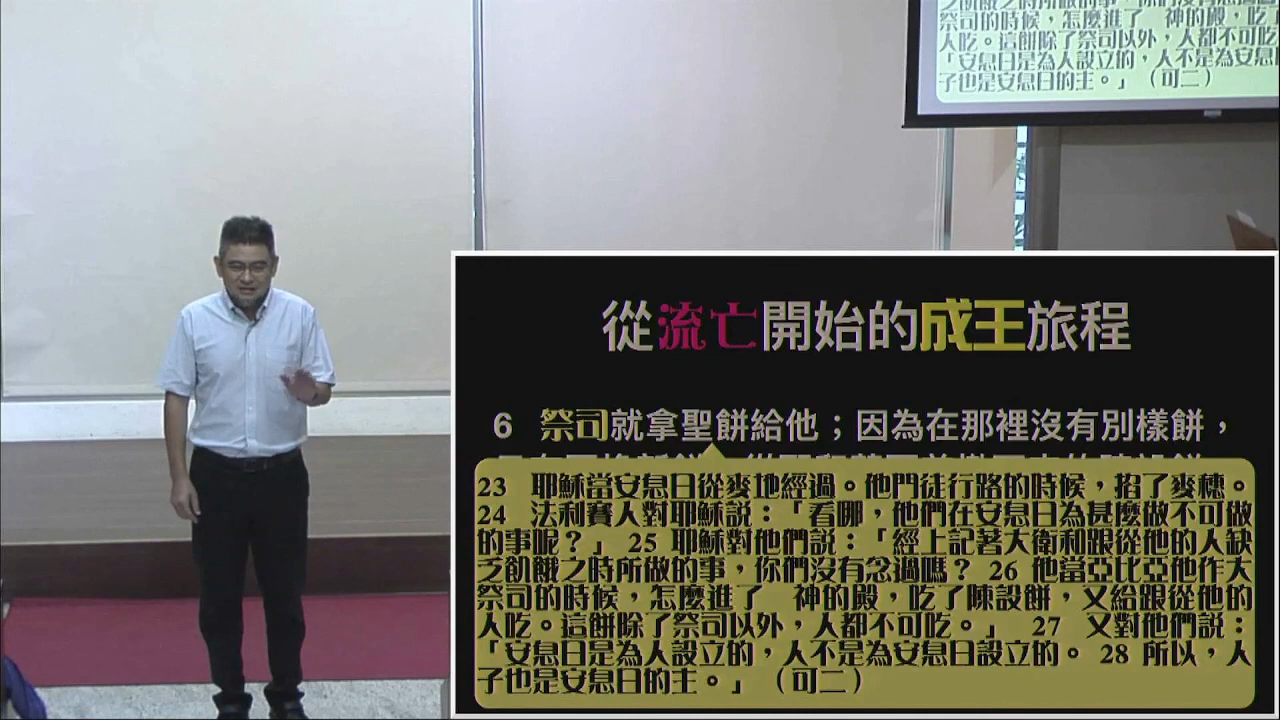 祭司的時候，怎麼進了　神的殿，吃了
人吃。這餅除了祭司以外，人都不可吃
「安息日是為人設立的，人不是為安息
子也是安息日的主。」（可二）
從流亡開始的成王旅程
6　祭司就拿聖餅給他；因為在那裡沒有別樣餅，
23　耶穌當安息日從麥地經過。他門徒行路的時候，掐了麥穗。
24　法利賽人對耶穌說：「看哪，他們在安息日為甚麼做不可做
的事呢？」 25 耶穌對他們說：「經上記著大衛和跟從他的人缺
乏飢餓之時所做的事，你們沒有念過嗎？ 26 他當亞比亞他作大
祭司的時候，怎麼進了　神的殿，吃了陳設餅，又給跟從他的
人吃。這餅除了祭司以外，人都不可吃。」 27　又對他們說：
「安息日是為人設立的，人不是為安息日設立的。 28 所以，人
子也是安息日的主。」（可二）